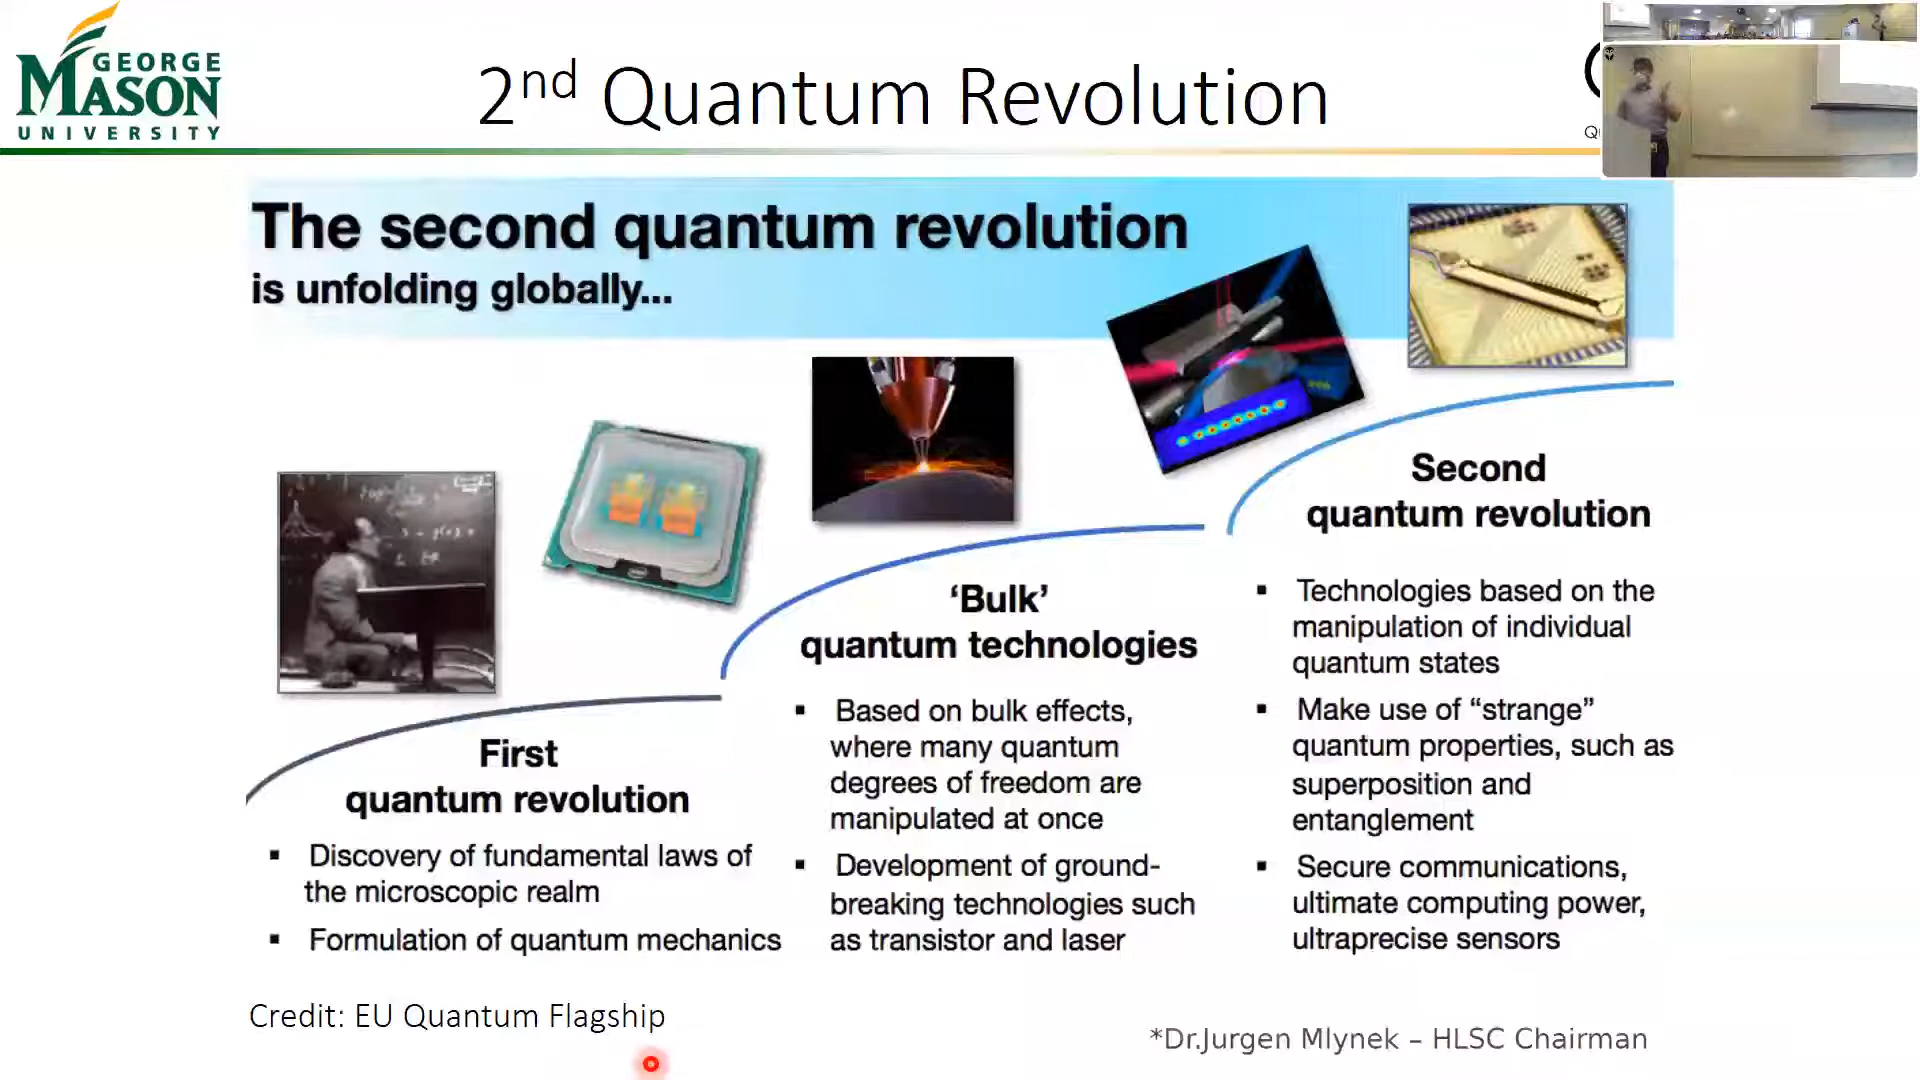 GEORGE
MASON
UNIVERSITY
2nd Quantum Revolution
The second quantum revolution
is unfolding globally...
First
quantum revolution
▪ Discovery of fundamental laws of
the microscopic realm
▪ Formulation of quantum mechanics
‘Bulk’
quantum technologies
▪ Based on bulk effects,
where many quantum
degrees of freedom are
manipulated at once
▪ Development of ground-
breaking technologies such
as transistor and laser
Second
quantum revolution
▪ Technologies based on the
manipulation of individual
quantum states
▪ Make use of “strange”
quantum properties, such as
superposition and
entanglement
▪ Secure communications,
ultimate computing power,
ultraprecise sensors
Credit: EU Quantum Flagship
*Dr.Jurgen Mlynek – HLSC Chairman